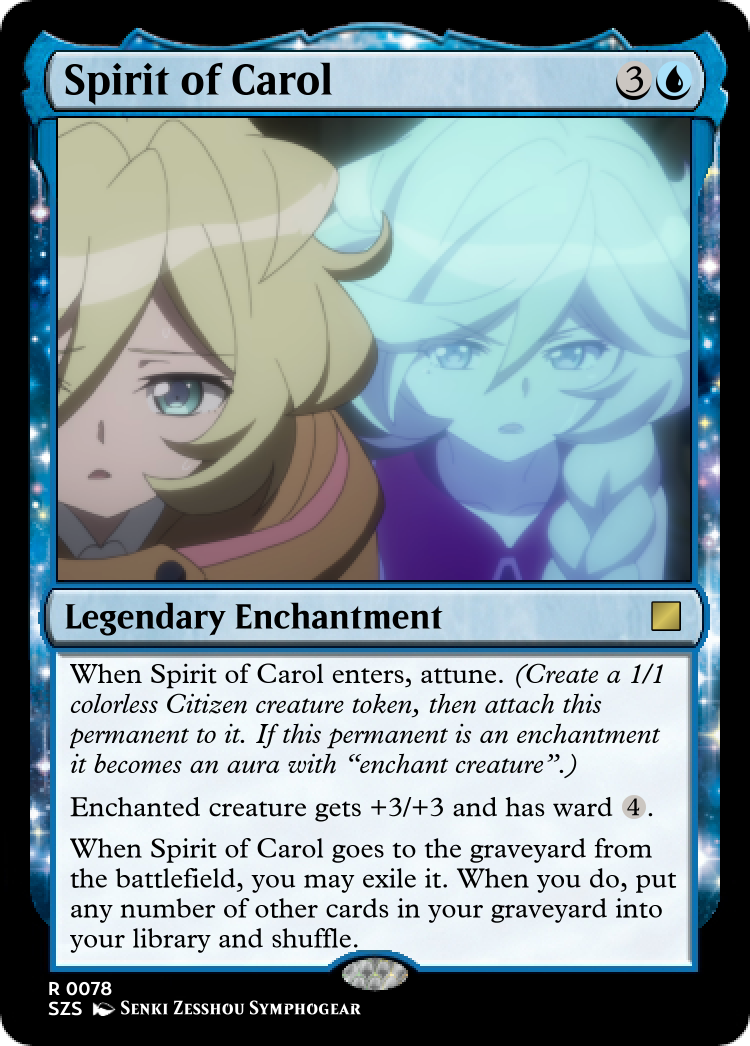 Spirit of Carol 3
Legendary Enchantment
When Spirit of Carol enters, attune. (Create a 1/1
colorless Citizen creature token, then attach this
permanent to it. If this permanent is an enchantment
it becomes an aura with “enchant creature”.)
Enchanted creature gets +3/+3 and has ward 4.
When Spirit of Carol goes to the graveyard from
the battlefield, you may exile it. When you do, put
any number of other cards in your graveyard into
your library and shuffle.
R 0078
SZS Senki Zesshou Symphogear